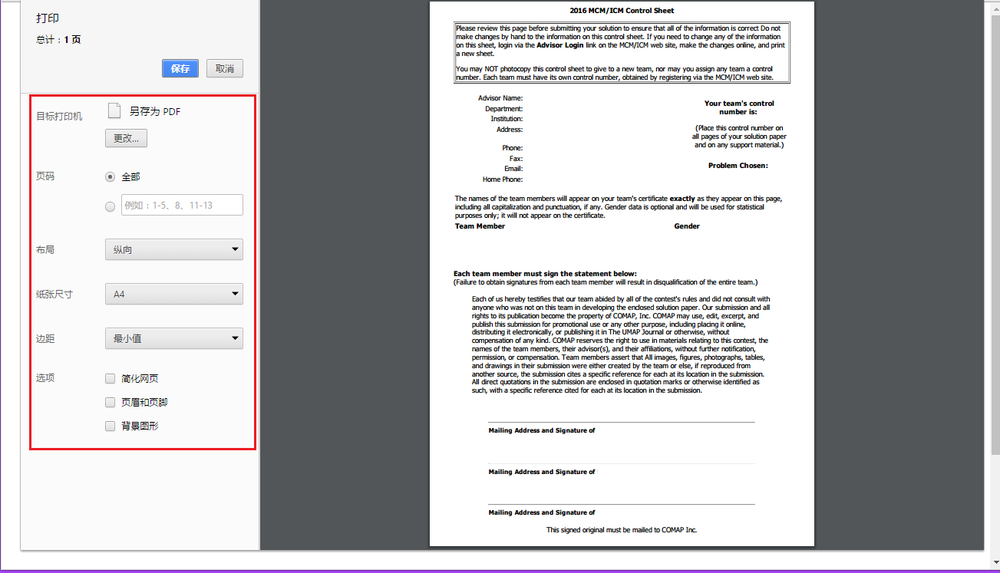 打印
总计：1 页
保存
取消
目标打印机
另存为 PDF
更改...
页码
全部
例如：1-5、8、11-13
布局
纵向
纸张尺寸
A4
边距
最小值
选项
简化网页
页眉和页脚
背景图形
2016 MCM/ICM Control Sheet
Please review this page before submitting your solution to ensure that all of the information is correct Do not
make changes by hand to the information on this control sheet. If you need to change any of the information
on this sheet, login via the Advisor Login link on the MCM/ICM web site, make the changes online, and print
a new sheet.
You may NOT photocopy this control sheet to give to a new team, nor may you assign any team a control
number. Each team must have its own control number, obtained by registering via the MCM/ICM web site.
Advisor Name:
Department:
Institution:
Address:
Phone:
Fax:
Email:
Home Phone:
Your team's control
number is:
(Place this control number on
all pages of your solution paper
and on any support material.)
Problem Chosen:
The names of the team members will appear on your team's certificate exactly as they appear on this page,
including all capitalization and punctuation, if any. Gender data is optional and will be used for statistical
purposes only; it will not appear on the certificate.
Team Member Gender
Each team member must sign the statement below:
(Failure to obtain signatures from each team member will result in disqualification of the entire team.)
Each of us hereby testifies that our team abided by all of the contest's rules and did not consult with
anyone who was not on this team in developing the enclosed solution paper. Our submission and all
rights to its publication become the property of COMAP, Inc. COMAP may use, edit, excerpt, and
publish this submission for promotional use or any other purpose, including placing it online,
distributing it electronically, or publishing it in The UMAP Journal or otherwise, without
compensation of any kind. COMAP reserves the right to use in materials relating to this contest, the
names of the team members, their advisor(s), and their affiliations, without further notification,
permission, or compensation. Team members assert that All images, figures, photographs, tables,
and drawings in their submission were either created by the team or else, if reproduced from
another source, the submission cites a specific reference for each at its location in the submission.
All direct quotations in the submission are enclosed in quotation marks or otherwise identified as
such, with a specific reference cited for each at its location in the submission.
Mailing Address and Signature of
Mailing Address and Signature of
Mailing Address and Signature of
This signed original must be mailed to COMAP Inc.